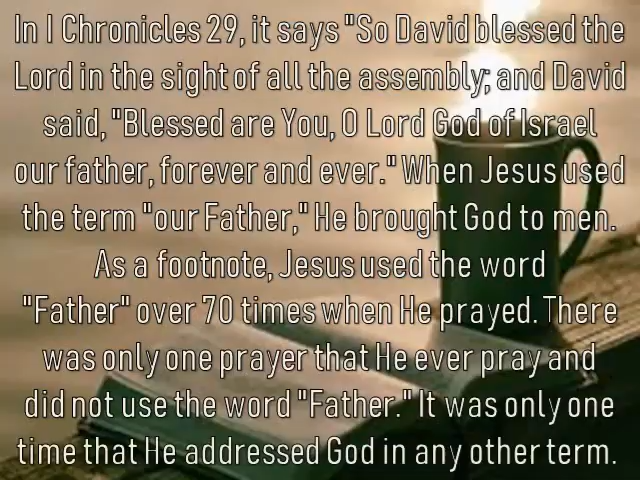 In I Chronicles 29, it says "So David blessed the
Lord in the sight of all the assembly; and David
said, "Blessed are You, O Lord God of Israel
our father, forever and ever." When Jesus used
the term "our Father," He brought God to men.
As a footnote, Jesus used the word
"Father" over 70 times when He prayed. There
was only one prayer that He ever pray and
did not use the word "Father." It was only one
time that He addressed God in any other term.